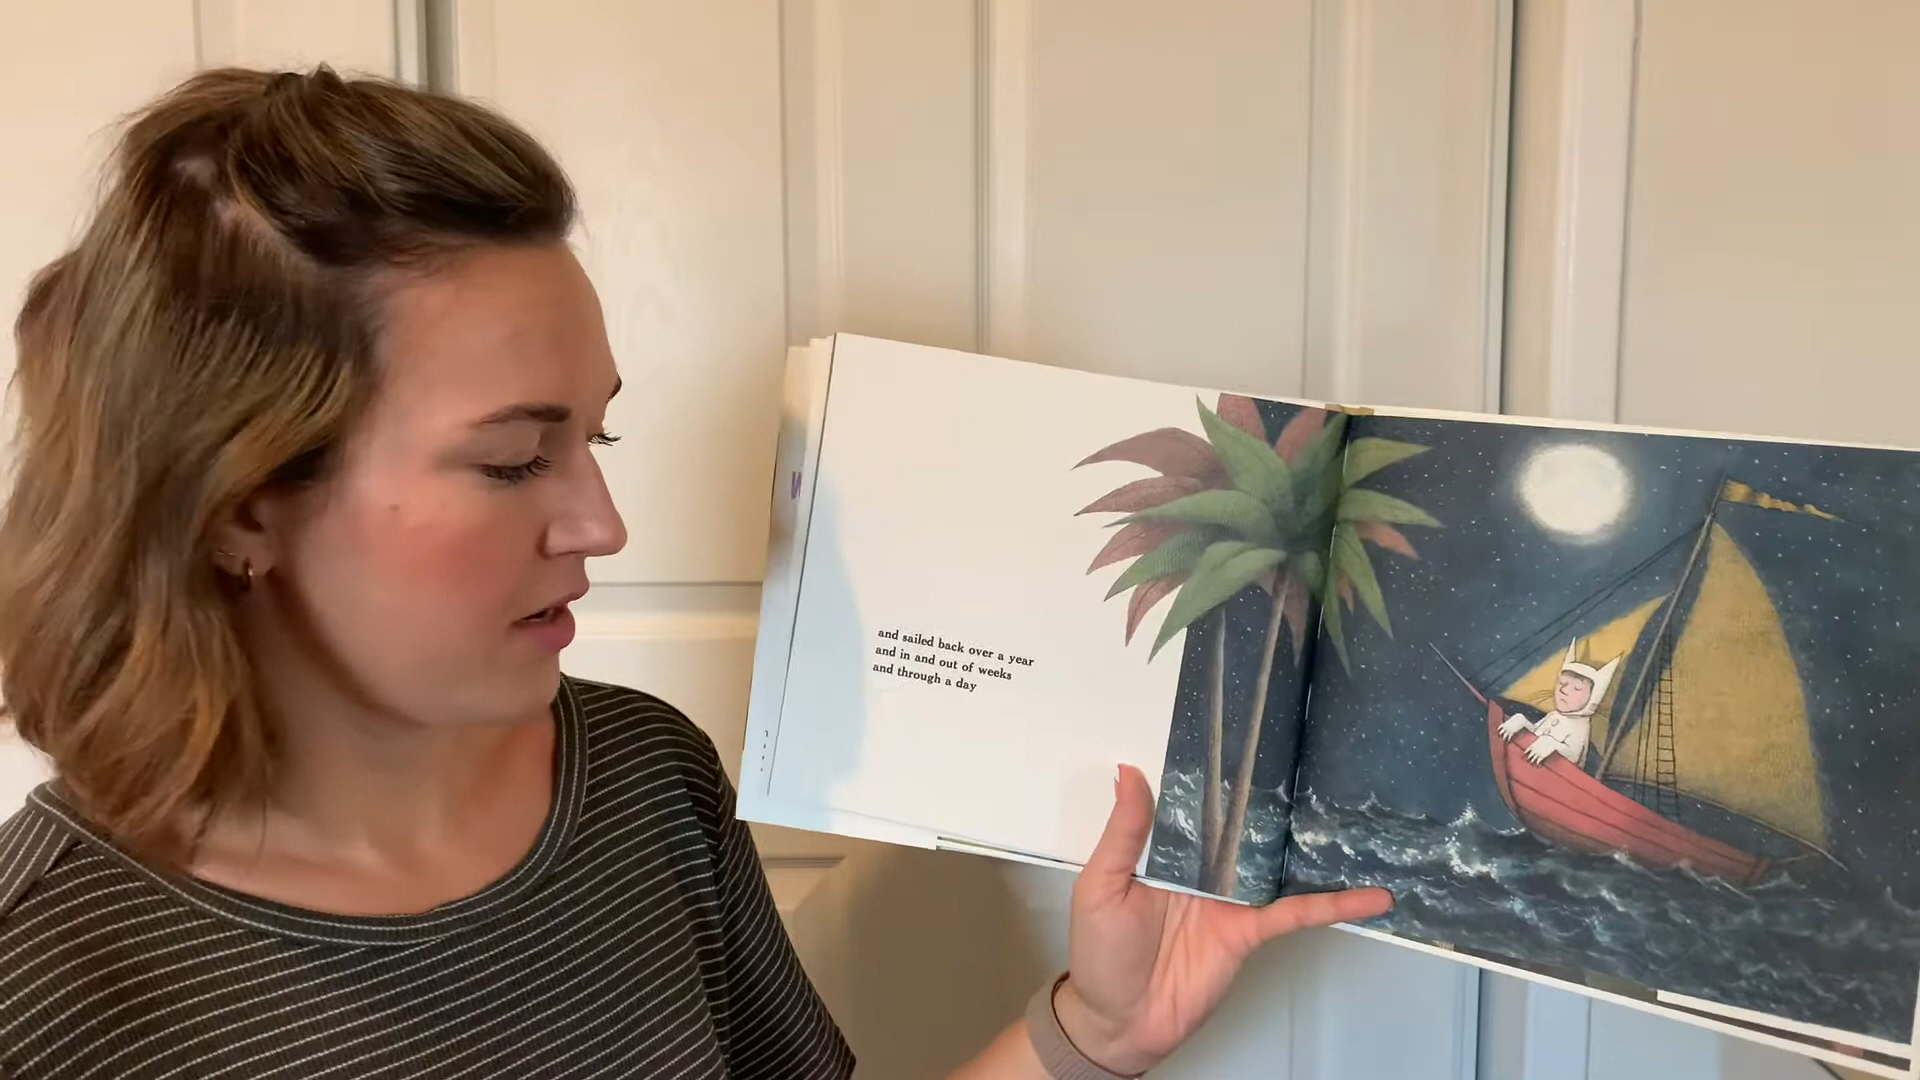 and sailed back over a year
and in and out of weeks
and through a day